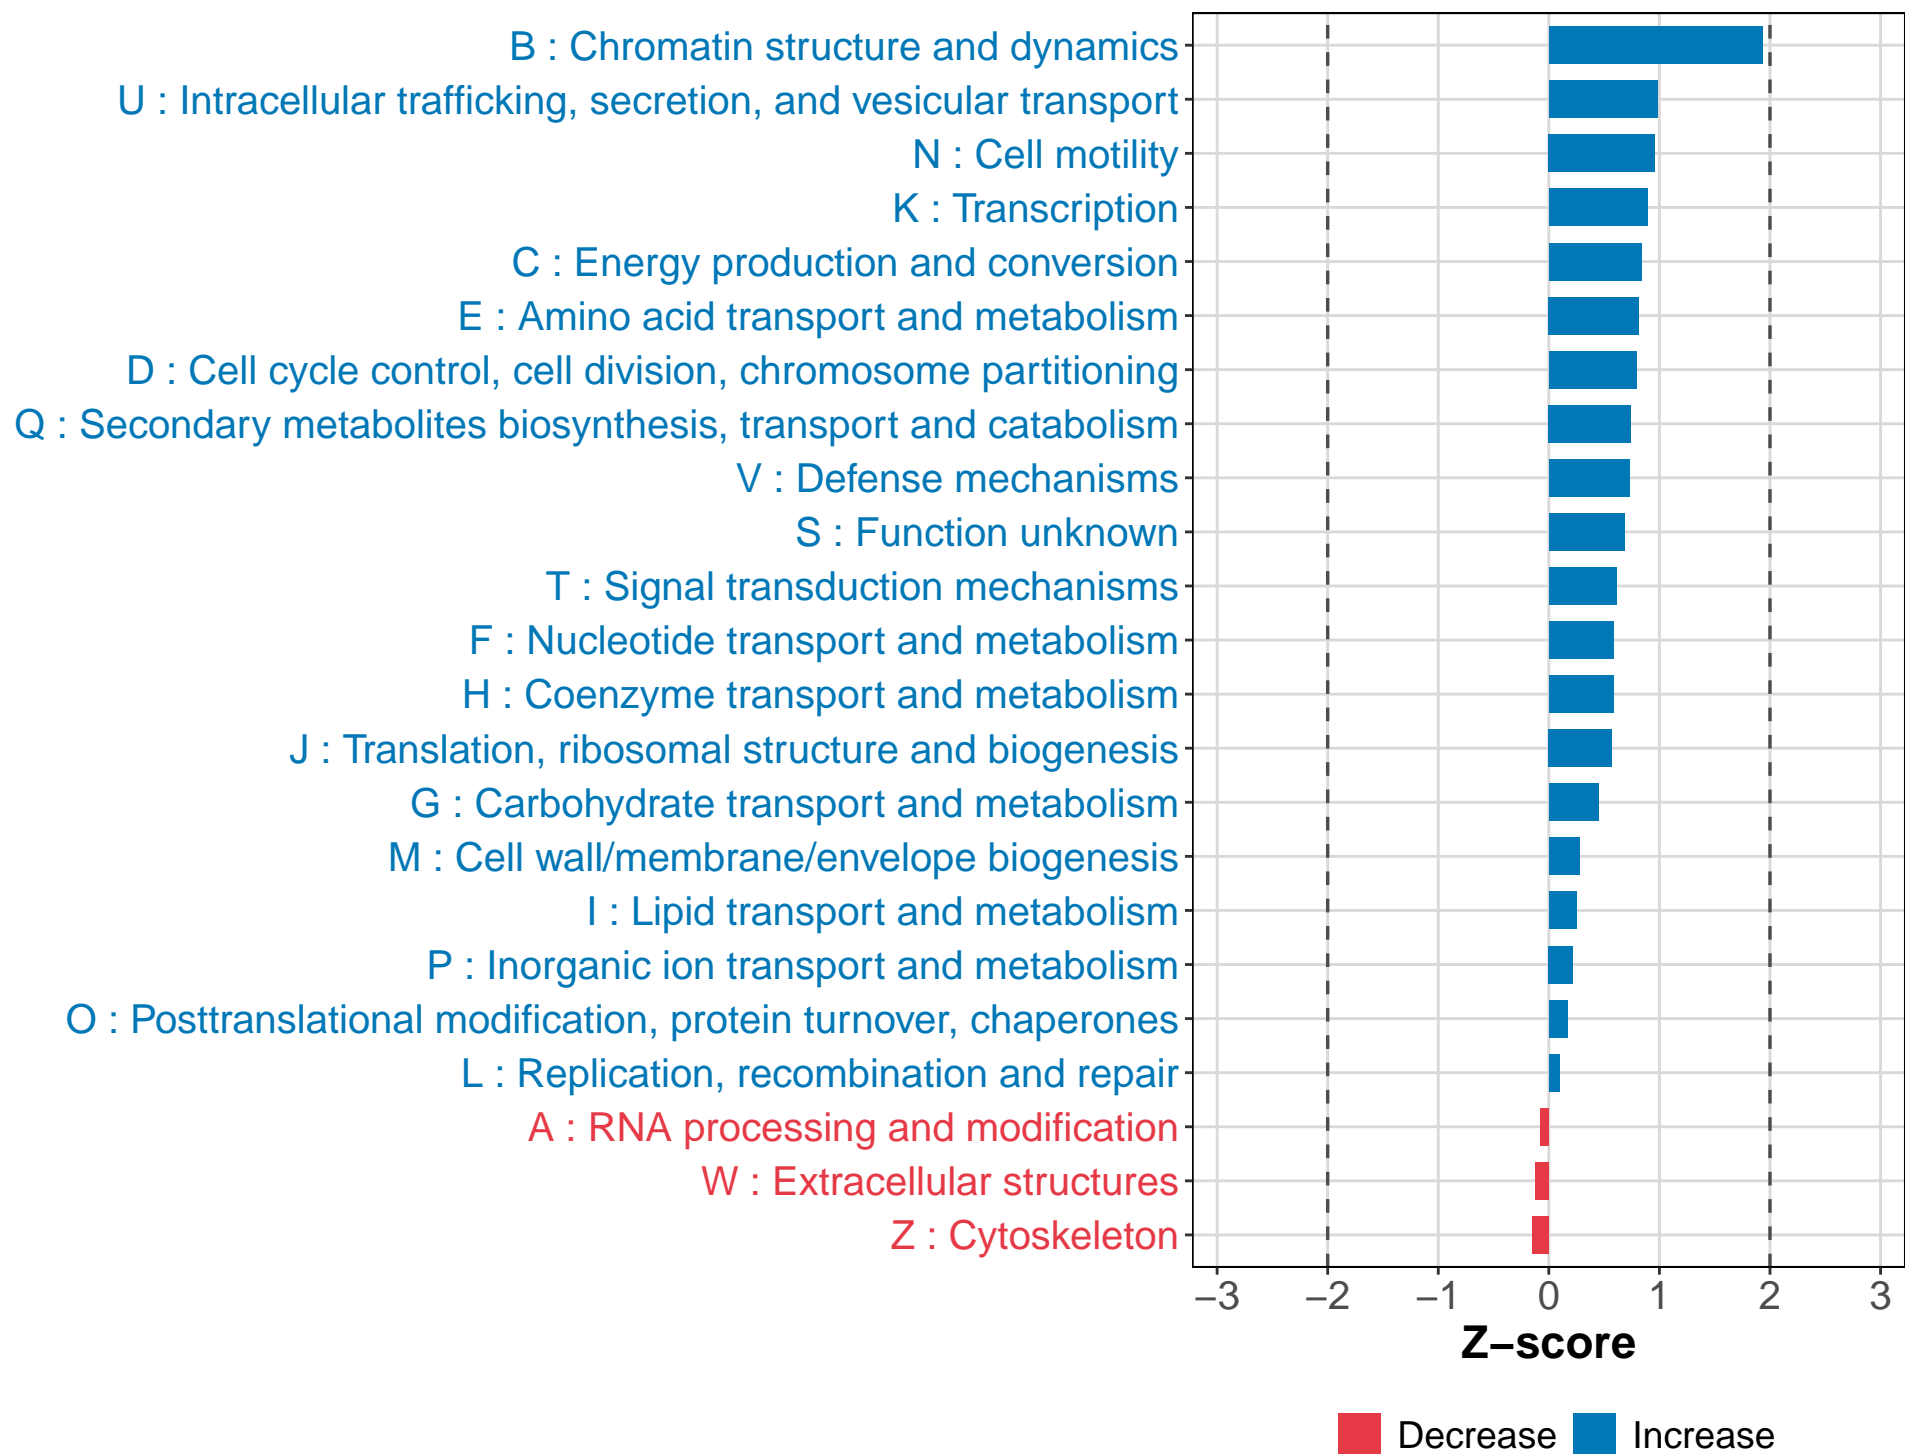 B : Chromatin structure and dynamics
U : Intracellular trafficking, secretion, and vesicular transport
N : Cell motility
K : Transcription
C : Energy production and conversion
E : Amino acid transport and metabolism
D : Cell cycle control, cell division, chromosome partitioning
Q : Secondary metabolites biosynthesis, transport and catabolism
V : Defense mechanisms
S : Function unknown
T : Signal transduction mechanisms
F : Nucleotide transport and metabolism
H : Coenzyme transport and metabolism
J : Translation, ribosomal structure and biogenesis
G : Carbohydrate transport and metabolism
M : Cell wall/membrane/envelope biogenesis
I : Lipid transport and metabolism
P : Inorganic ion transport and metabolism
O : Posttranslational modification, protein turnover, chaperones
L : Replication, recombination and repair
A : RNA processing and modification
W : Extracellular structures
Z : Cytoskeleton
−3 −2 −1 0 1 2 3
Z−score
Decrease Increase